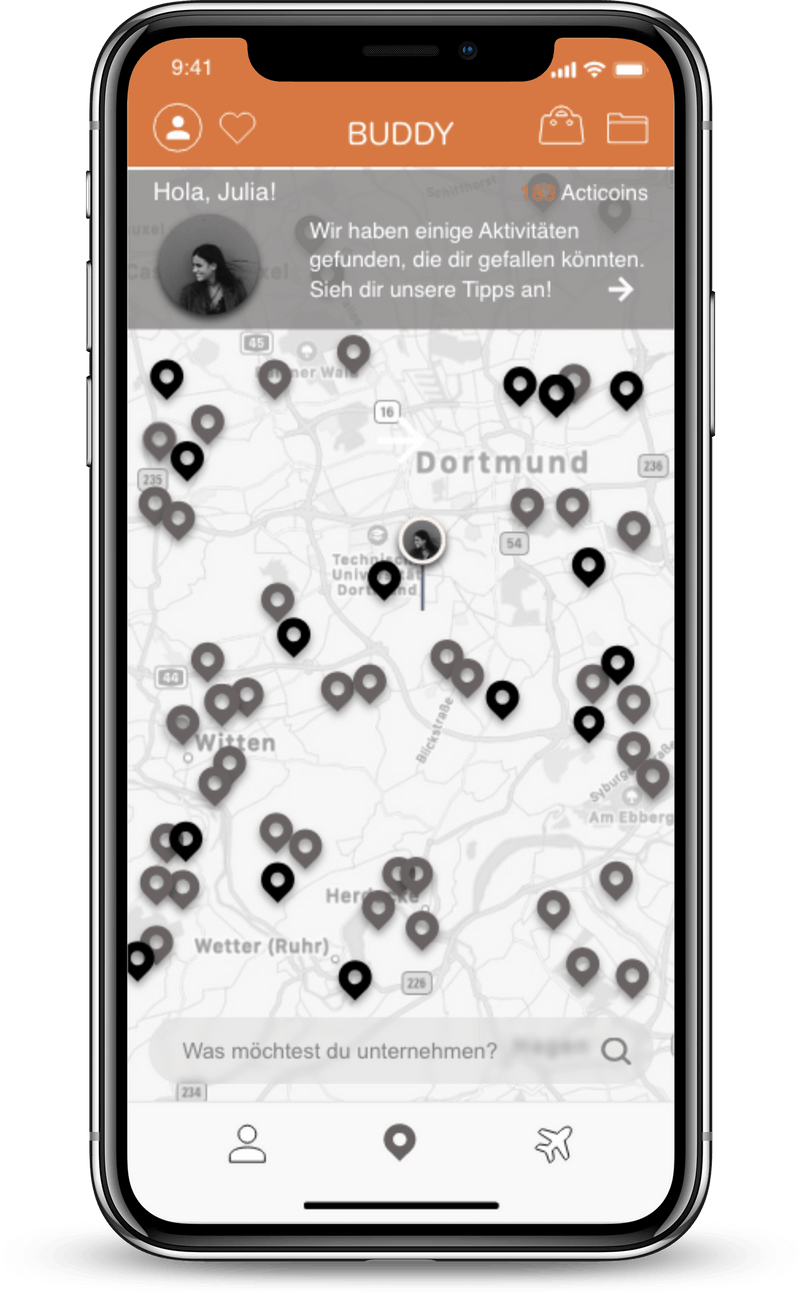 9:41
BUDDY
Hola, Julia!
183 Acticoins
Wir haben einige Aktivitäten
gefunden, die dir gefallen könnten.
Sieh dir unsere Tipps an!
45
16
Dortmund
235
236
54
Technische
Universität
Dortmund
44
Blickstraße
Witten
Am Ebberg
Herdecke
Wetter (Ruhr)
226
Was möchtest du unternehmen?
Hagen
234